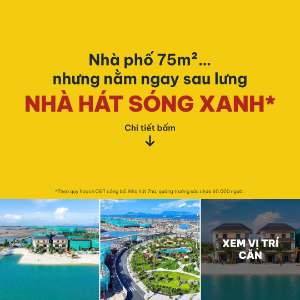 Nhà phố 75m²...
nhưng nằm ngay sau lưng
NHÀ HÁT SÓNG XANH*
Chi tiết bấm
↓
XEM VỊ TRÍ
CĂN